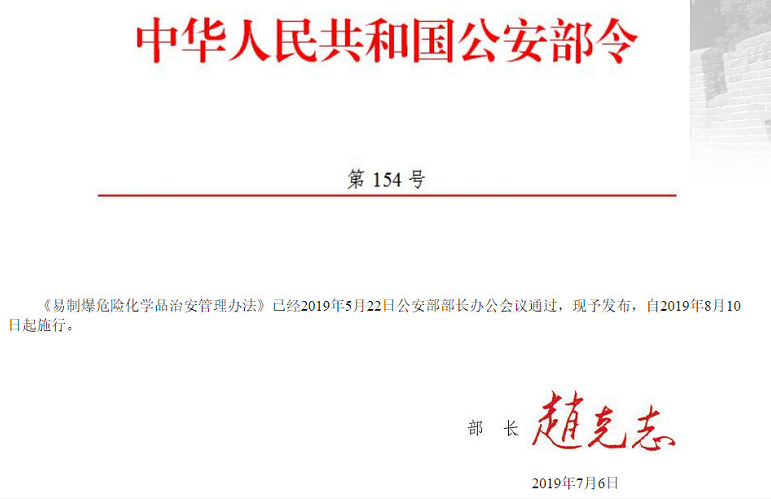 中华人民共和国公安部令
第 154 号
《易制爆危险化学品治安管理办法》已经2019年5月22日公安部部长办公会议通过，现予发布，自2019年8月10
日起施行。
部 长 赵克志
2019年7月6日